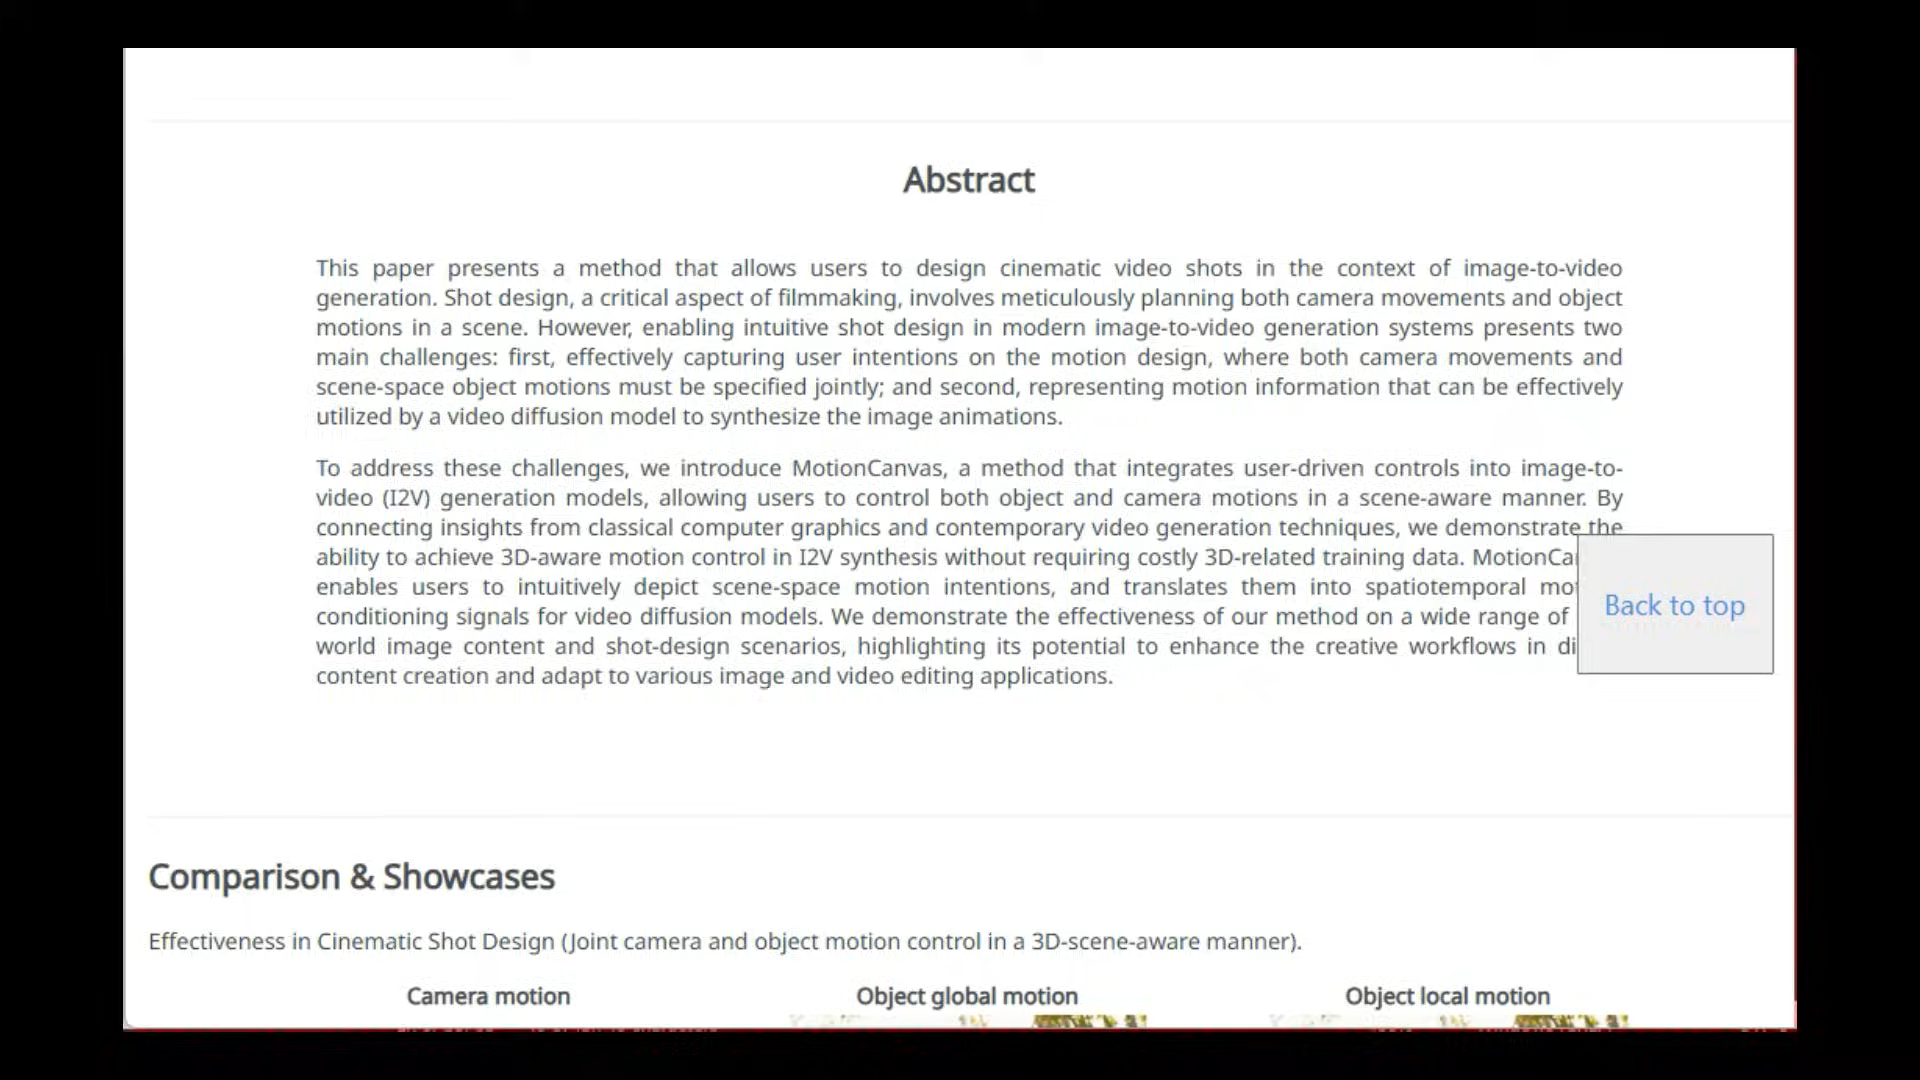 Abstract
This paper presents a method that allows users to design cinematic video shots in the context of image-to-video
generation. Shot design, a critical aspect of filmmaking, involves meticulously planning both camera movements and object
motions in a scene. However, enabling intuitive shot design in modern image-to-video generation systems presents two
main challenges: first, effectively capturing user intentions on the motion design, where both camera movements and
scene-space object motions must be specified jointly; and second, representing motion information that can be effectively
utilized by a video diffusion model to synthesize the image animations.
To address these challenges, we introduce MotionCanvas, a method that integrates user-driven controls into image-to-
video (I2V) generation models, allowing users to control both object and camera motions in a scene-aware manner. By
connecting insights from classical computer graphics and contemporary video generation techniques, we demonstrate the
ability to achieve 3D-aware motion control in I2V synthesis without requiring costly 3D-related training data. MotionCa
enables users to intuitively depict scene-space motion intentions, and translates them into spatiotemporal mo
conditioning signals for video diffusion models. We demonstrate the effectiveness of our method on a wide range of
world image content and shot-design scenarios, highlighting its potential to enhance the creative workflows in di
content creation and adapt to various image and video editing applications.
Back to top
Comparison & Showcases
Effectiveness in Cinematic Shot Design (Joint camera and object motion control in a 3D-scene-aware manner).
Camera motion Object global motion Object local motion